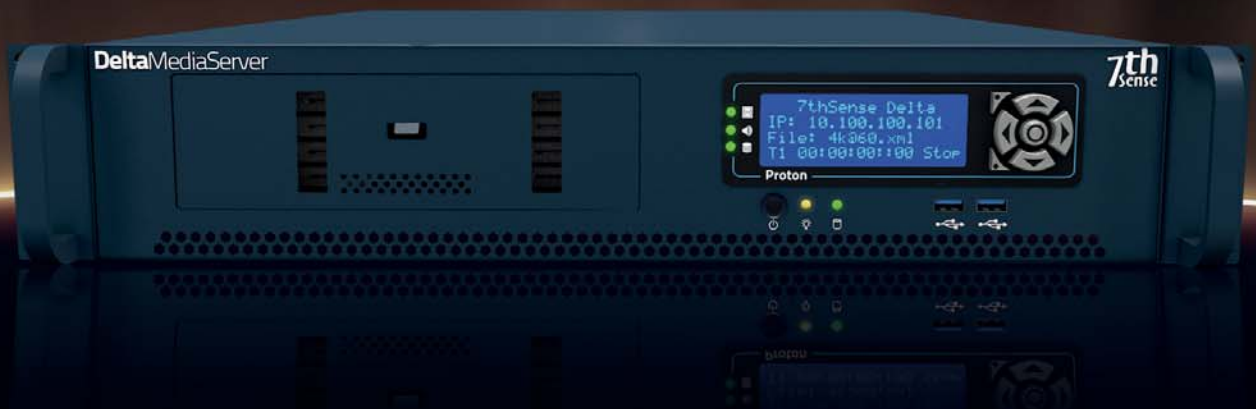 DeltaMediaServer
7th
Sense
7thSense Delta
IP: 10.100.100.101
File: 4k@60.xml
T1 00:00:00::00 Stop
Proton